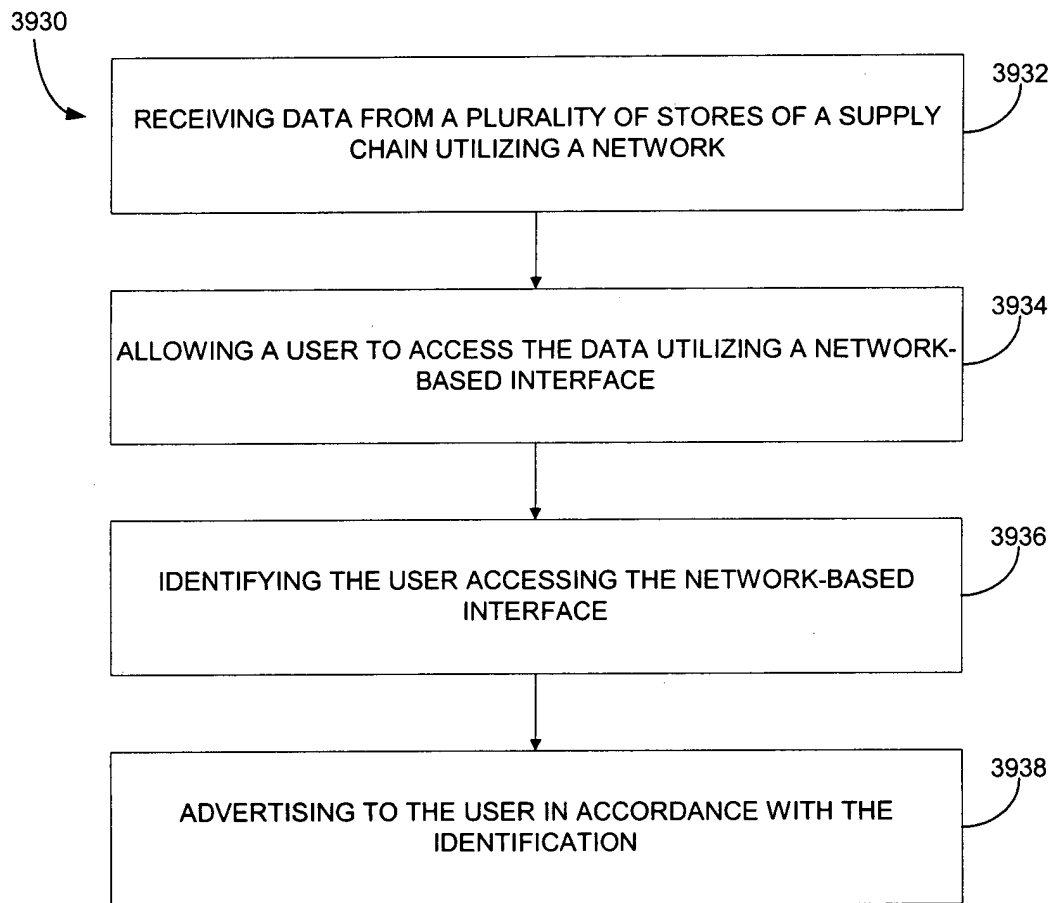 3930
3932
RECEIVING DATA FROM A PLURALITY OF STORES OF A SUPPLY
CHAIN UTILIZING A NETWORK
3934
ALLOWING A USER TO ACCESS THE DATA UTILIZING A NETWORK-
BASED INTERFACE
3936
IDENTIFYING THE USER ACCESSING THE NETWORK-BASED
INTERFACE
3938
ADVERTISING TO THE USER IN ACCORDANCE WITH THE
IDENTIFICATION